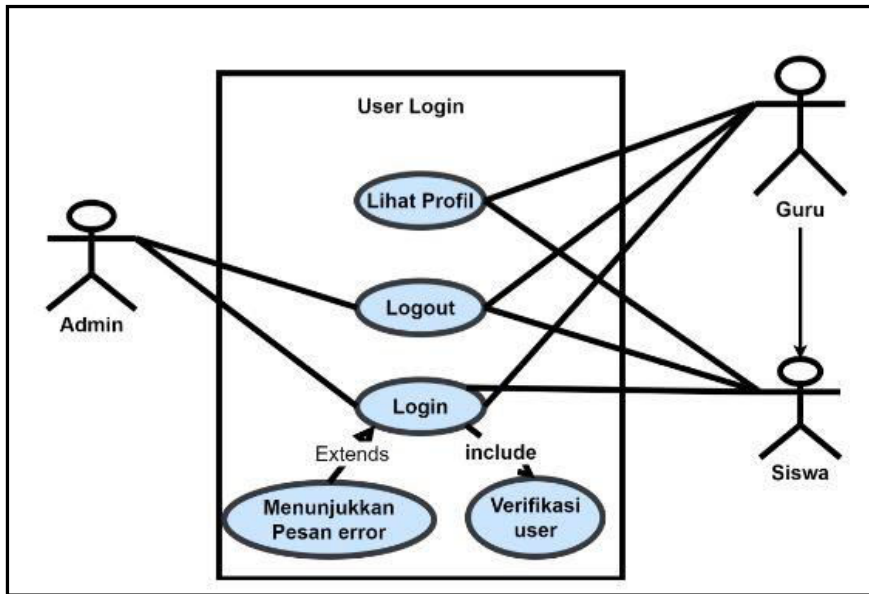 User Login
Lihat Profil
Guru
Logout
Admin
Login
Extends
include
Siswa
Menunjukkan
Pesan error
Verifikasi
user